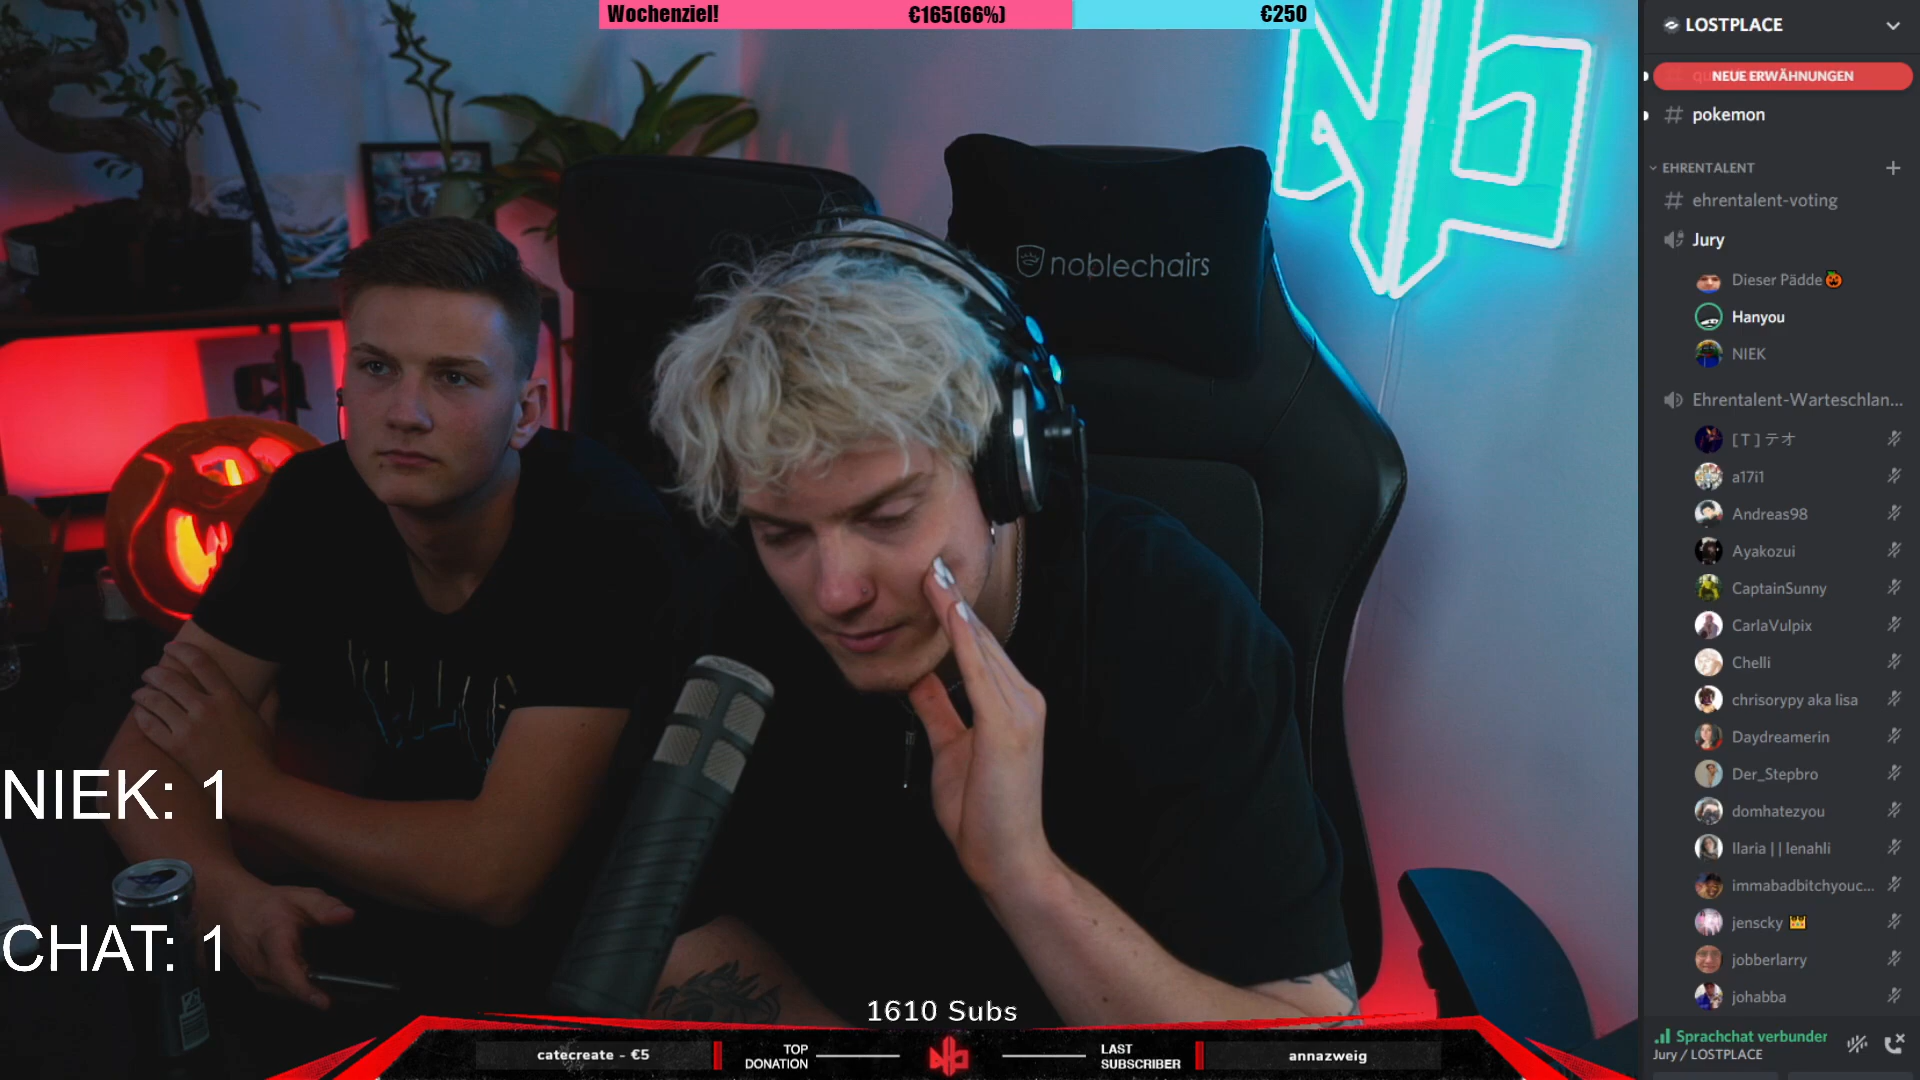 Wochenziel! €165(66%) €250
noblechairs
NIEK: 1
CHAT: 1
1610 Subs
catecreate - €5
TOP
DONATION
LAST
SUBSCRIBER
annazweig
LOSTPLACE
NEUE ERWÄHNUNGEN
# pokemon
EHRENTALENT
# ehrentalent-voting
Jury
Dieser Pädde
Hanyou
NIEK
Ehrentalent-Warteschlan...
[ T ] テオ
a17i1
Andreas98
Ayakozui
CaptainSunny
CarlaVulpix
Chelli
chrisorypy aka lisa
Daydreamerin
Der_Stepbro
domhatezyou
Ilaria | | lenahli
immabadbitchyouc...
jenscky
jobberlarry
johabba
Sprachchat verbunden
Jury / LOSTPLACE